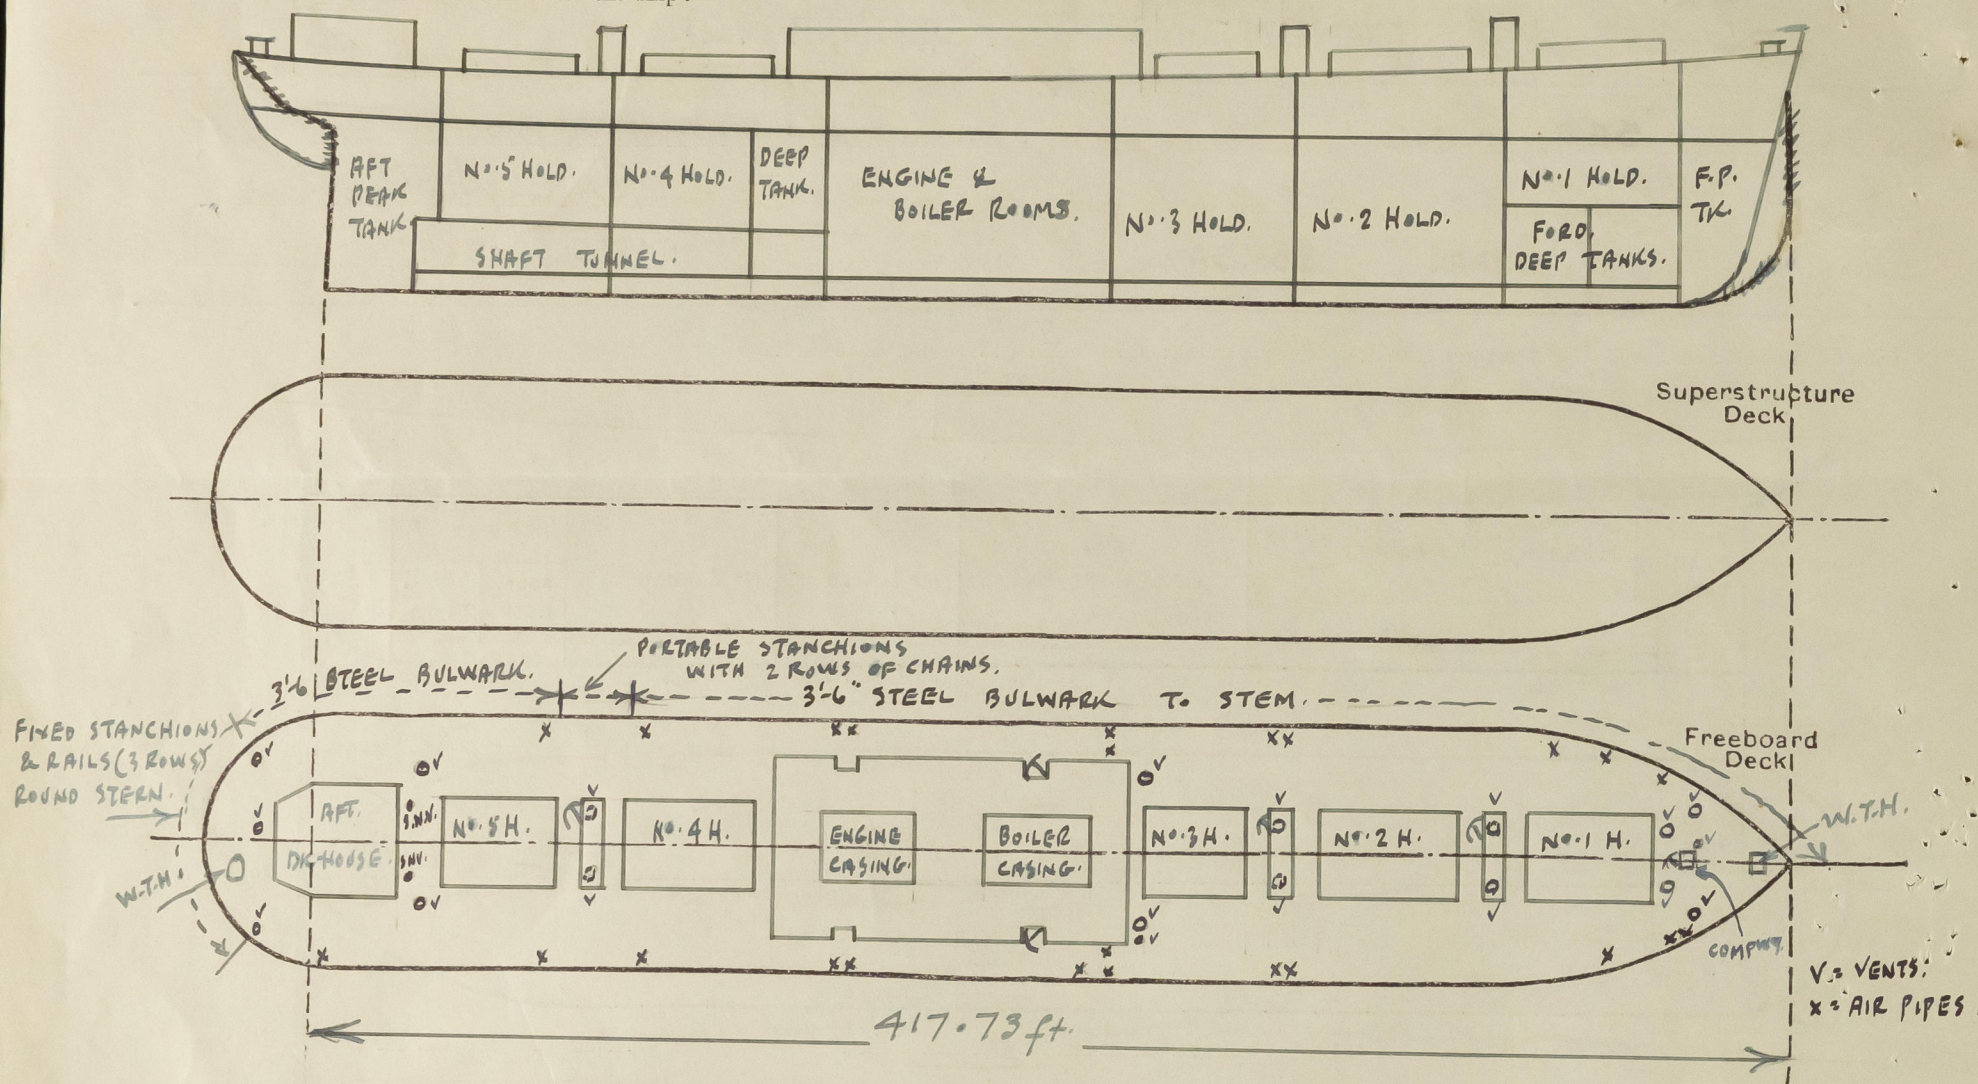 AFT
PEAK
TANK.
No.5 HOLD.
No.4 HOLD.
DEEP
TANK.
ENGINE &
BOILER ROOMS.
No.3 HOLD.
No.2 HOLD.
No.1 HOLD.
FORD.
DEEP TANKS.
F.P.
TK.
SHAFT TUNNEL.
Superstructure
Deck
PORTABLE STANCHIONS
WITH 2 ROWS OF CHAINS.
3'-6 STEEL BULWARK.
3'-6" STEEL BULWARK TO STEM.
FIXED STANCHIONS
& RAILS (3 ROWS)
ROUND STERN.
Freeboard
Deck
W.T.H.
W.T.H.
AFT.
DK-HOUSE.
No.5 H.
No.4 H.
ENGINE
CASING.
BOILER
CASING.
No.3 H.
No.2 H.
No.1 H.
V = VENTS.
X = AIR PIPES
417.73 ft.